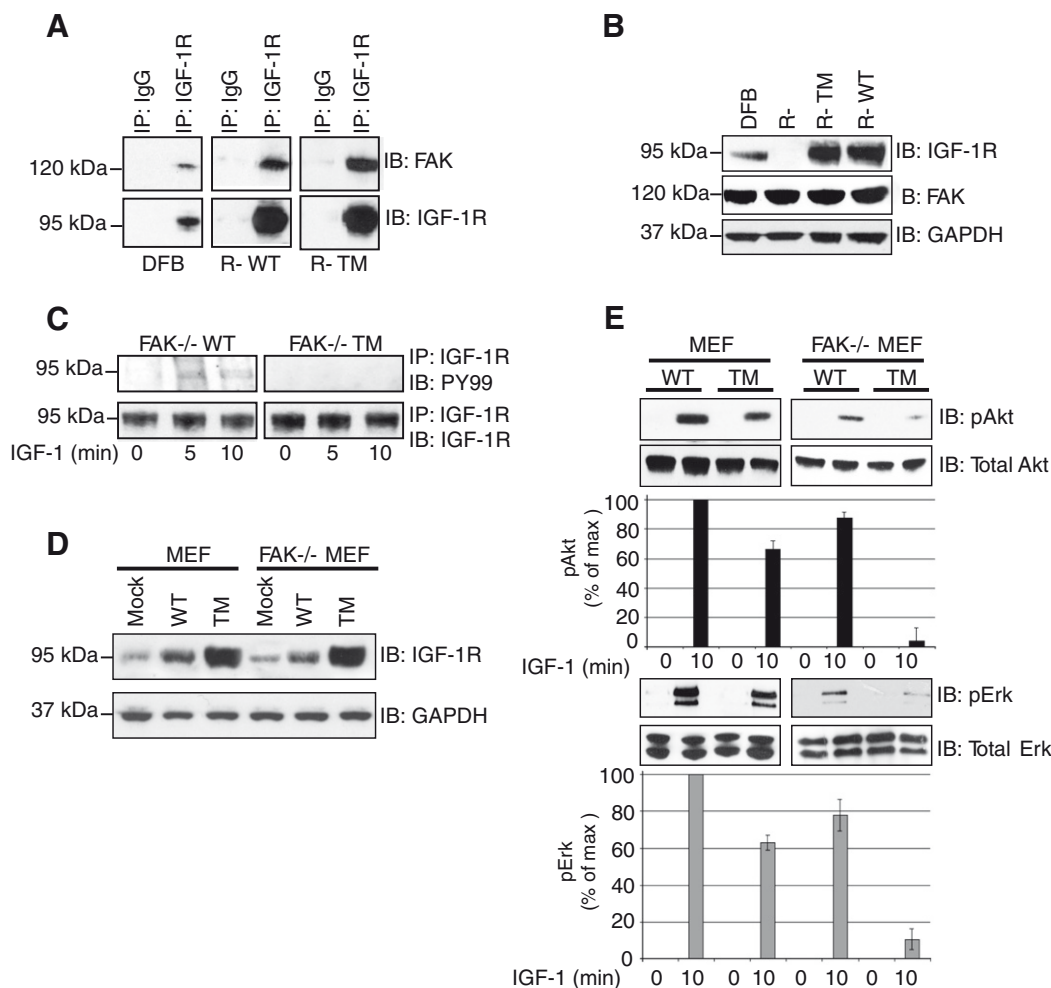 A
IP: IgG
IP: IGF-1R
IP: IgG
IP: IGF-1R
IP: IgG
IP: IGF-1R
120 kDa
IB: FAK
95 kDa
IB: IGF-1R
DFB
R- WT
R- TM
B
DFB
R-
R- TM
R- WT
95 kDa
IB: IGF-1R
120 kDa
B: FAK
37 kDa
IB: GAPDH
C
FAK-/- WT
FAK-/- TM
95 kDa
IP: IGF-1R
IB: PY99
95 kDa
IP: IGF-1R
IB: IGF-1R
IGF-1 (min)
0
5
10
0
5
10
D
MEF
FAK-/- MEF
Mock
WT
TM
Mock
WT
TM
95 kDa
IB: IGF-1R
37 kDa
IB: GAPDH
E
MEF
FAK-/- MEF
WT
TM
WT
TM
IB: pAkt
IB: Total Akt
pAkt
(% of max )
100
80
60
40
20
0
IGF-1 (min)
0
10
0
10
0
10
0
10
IB: pErk
IB: Total Erk
pErk
(% of max )
100
80
60
40
20
0
IGF-1 (min)
0
10
0
10
0
10
0
10